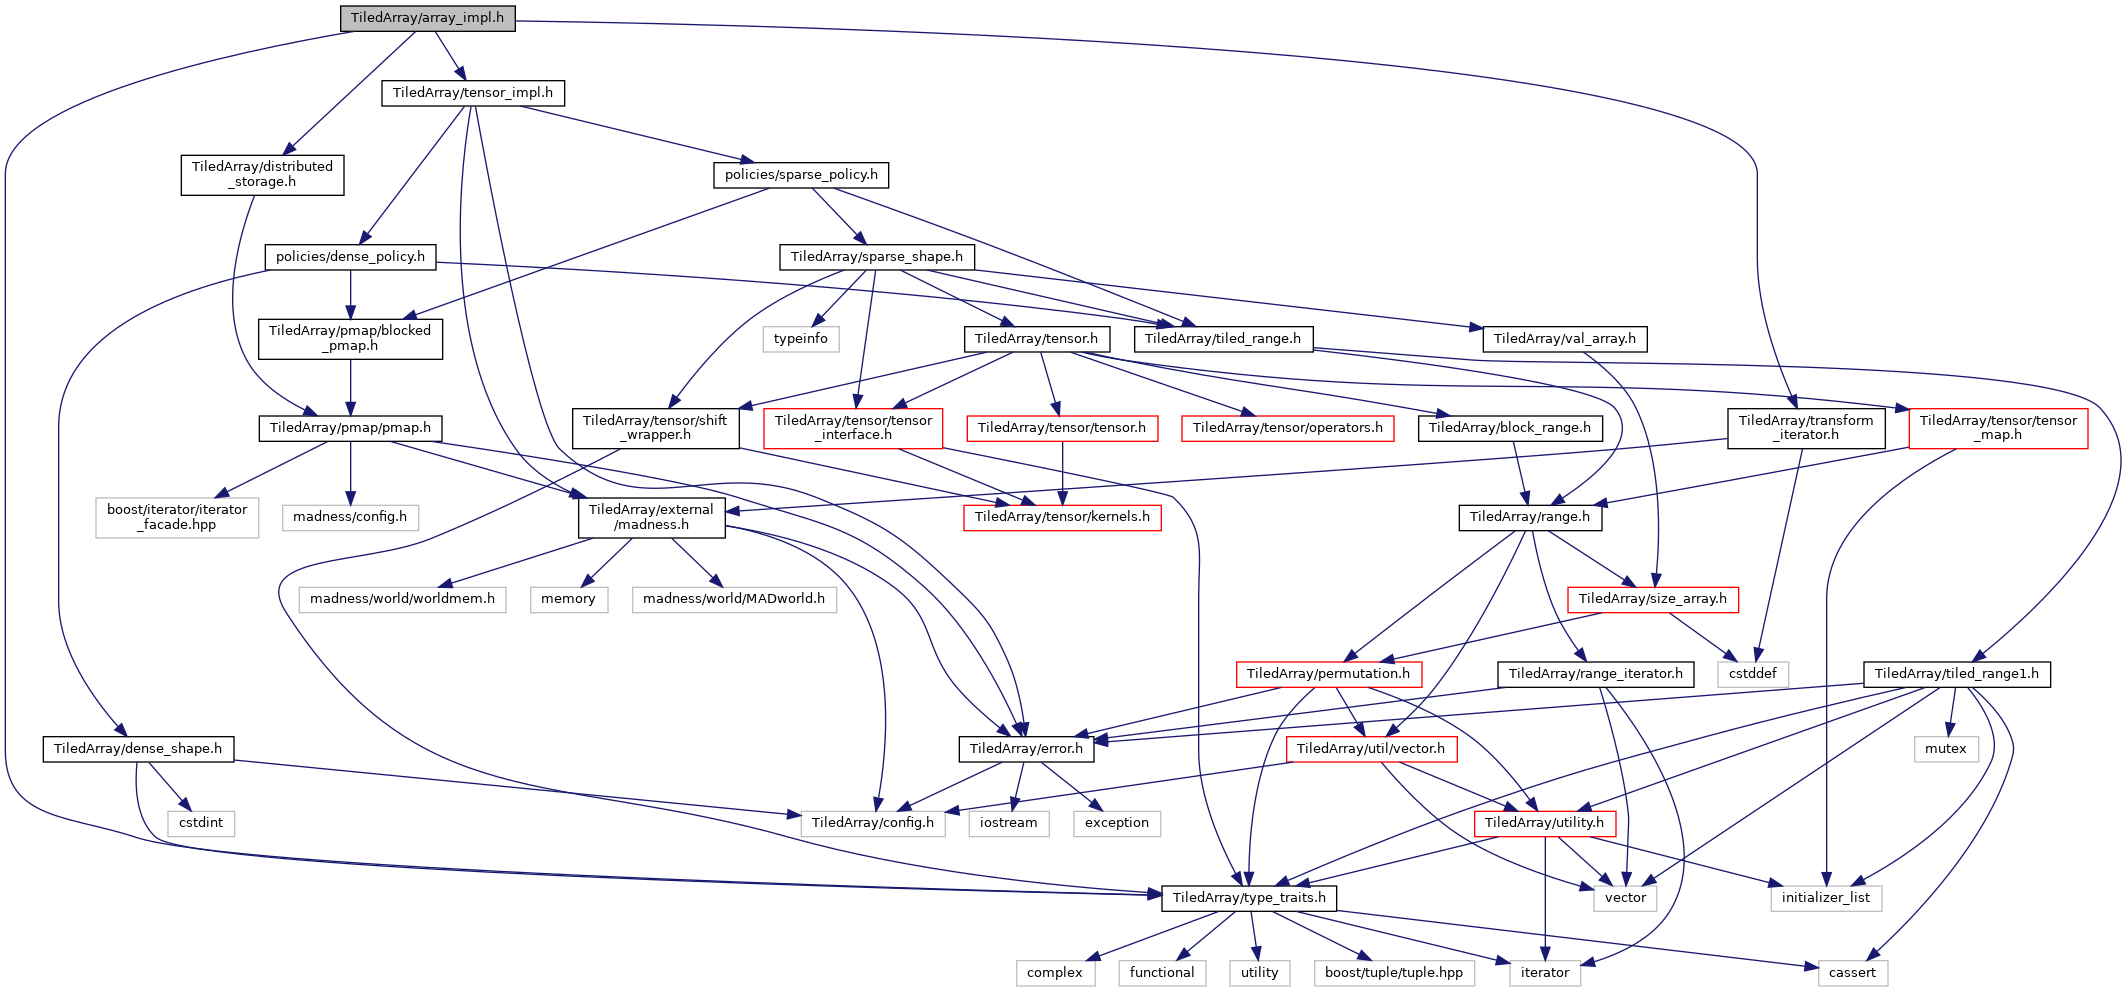 TiledArray/array_impl.h
TiledArray/tensor_impl.h
TiledArray/distributed
_storage.h
policies/sparse_policy.h
policies/dense_policy.h
TiledArray/sparse_shape.h
TiledArray/pmap/blocked
_pmap.h
typeinfo
TiledArray/tensor.h
TiledArray/tiled_range.h
TiledArray/val_array.h
TiledArray/pmap/pmap.h
TiledArray/tensor/shift
_wrapper.h
TiledArray/tensor/tensor
_interface.h
TiledArray/tensor/tensor.h
TiledArray/tensor/operators.h
TiledArray/block_range.h
TiledArray/transform
_iterator.h
TiledArray/tensor/tensor
_map.h
boost/iterator/iterator
_facade.hpp
madness/config.h
TiledArray/external
/madness.h
TiledArray/tensor/kernels.h
TiledArray/range.h
madness/world/worldmem.h
memory
madness/world/MADworld.h
TiledArray/size_array.h
TiledArray/permutation.h
TiledArray/range_iterator.h
cstddef
TiledArray/tiled_range1.h
TiledArray/dense_shape.h
TiledArray/error.h
TiledArray/util/vector.h
mutex
cstdint
TiledArray/config.h
iostream
exception
TiledArray/utility.h
TiledArray/type_traits.h
vector
initializer_list
complex
functional
utility
boost/tuple/tuple.hpp
iterator
cassert